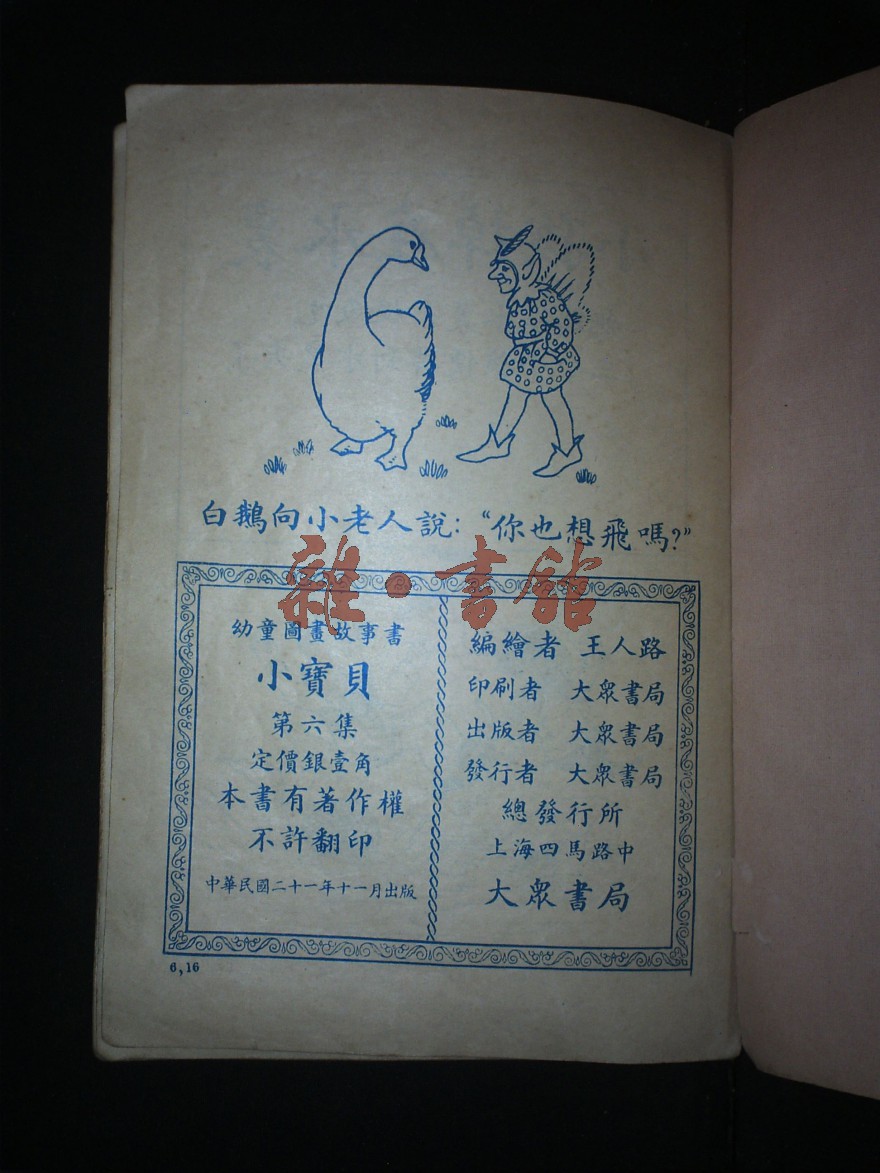 白鵝向小老人說：“你也想飛嗎？”
雜·書館
幼童圖畫故事書
小寶貝
第六集
定價銀壹角
本書有著作權
不許翻印
中華民國二十一年十一月出版
編繪者 王人路
印刷者 大眾書局
出版者 大眾書局
發行者 大眾書局
總發行所
上海四馬路中
大眾書局
6,16